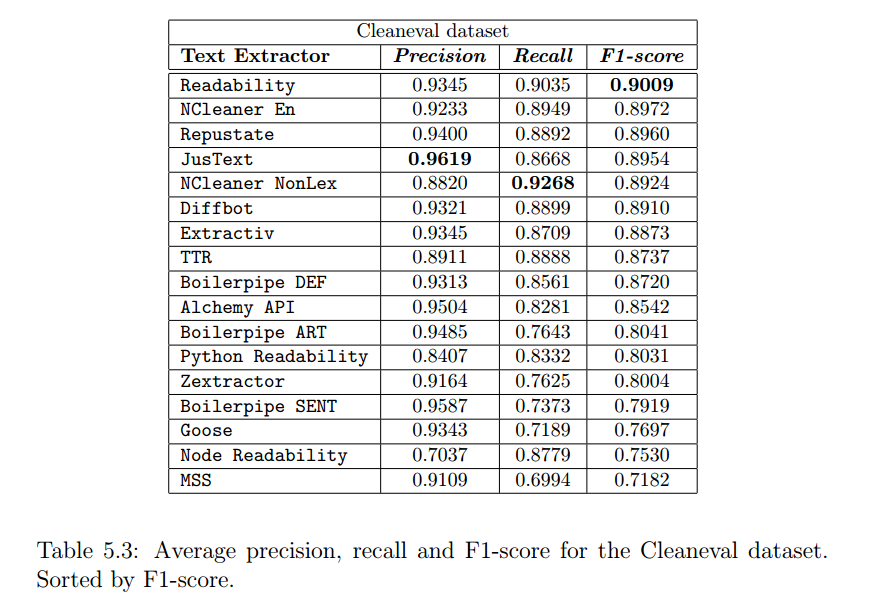 Cleaneval dataset
Text Extractor Precision Recall F1-score
Readability 0.9345 0.9035 0.9009
NCleaner En 0.9233 0.8949 0.8972
Repustate 0.9400 0.8892 0.8960
JusText 0.9619 0.8668 0.8954
NCleaner NonLex 0.8820 0.9268 0.8924
Diffbot 0.9321 0.8899 0.8910
Extractiv 0.9345 0.8709 0.8873
TTR 0.8911 0.8888 0.8737
Boilerpipe DEF 0.9313 0.8561 0.8720
Alchemy API 0.9504 0.8281 0.8542
Boilerpipe ART 0.9485 0.7643 0.8041
Python Readability 0.8407 0.8332 0.8031
Zextractor 0.9164 0.7625 0.8004
Boilerpipe SENT 0.9587 0.7373 0.7919
Goose 0.9343 0.7189 0.7697
Node Readability 0.7037 0.8779 0.7530
MSS 0.9109 0.6994 0.7182
Table 5.3: Average precision, recall and F1-score for the Cleaneval dataset.
Sorted by F1-score.